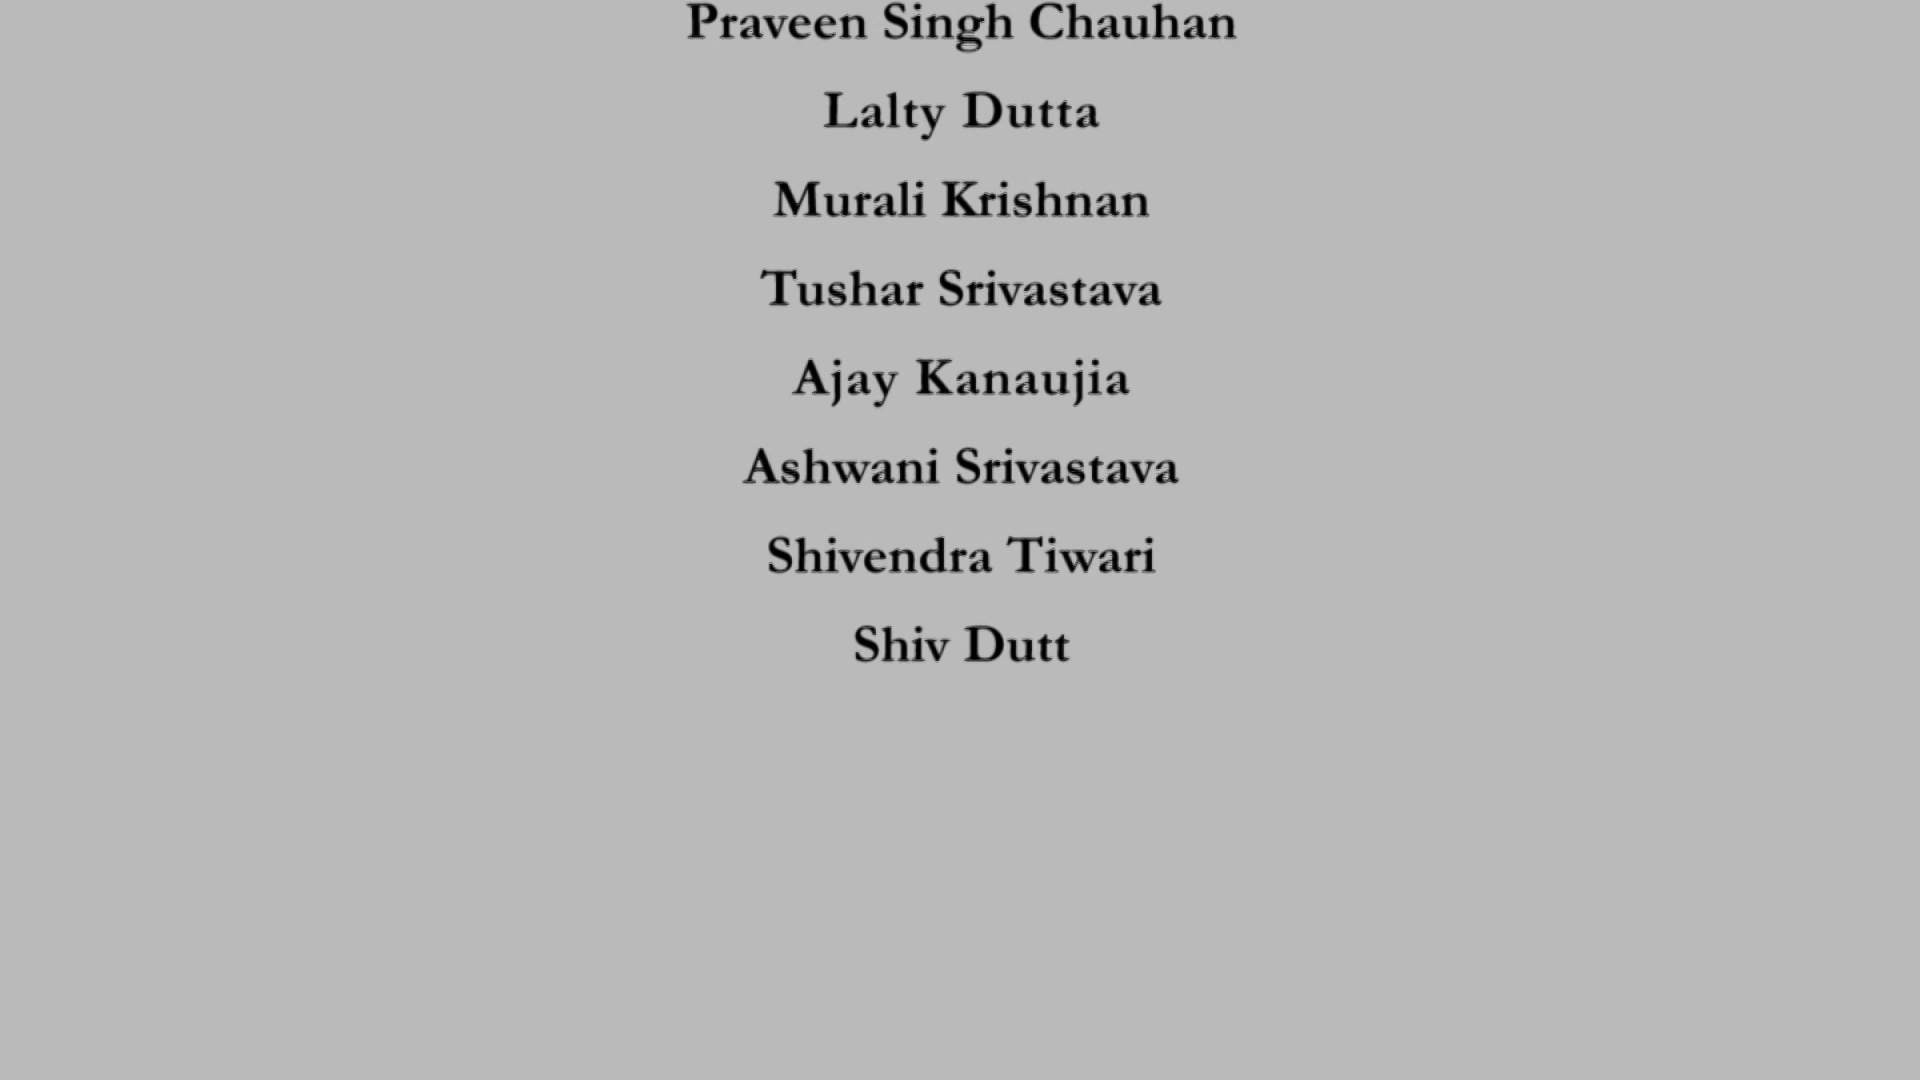 Praveen Singh Chauhan
Lalty Dutta
Murali Krishnan
Tushar Srivastava
Ajay Kanaujia
Ashwani Srivastava
Shivendra Tiwari
Shiv Dutt